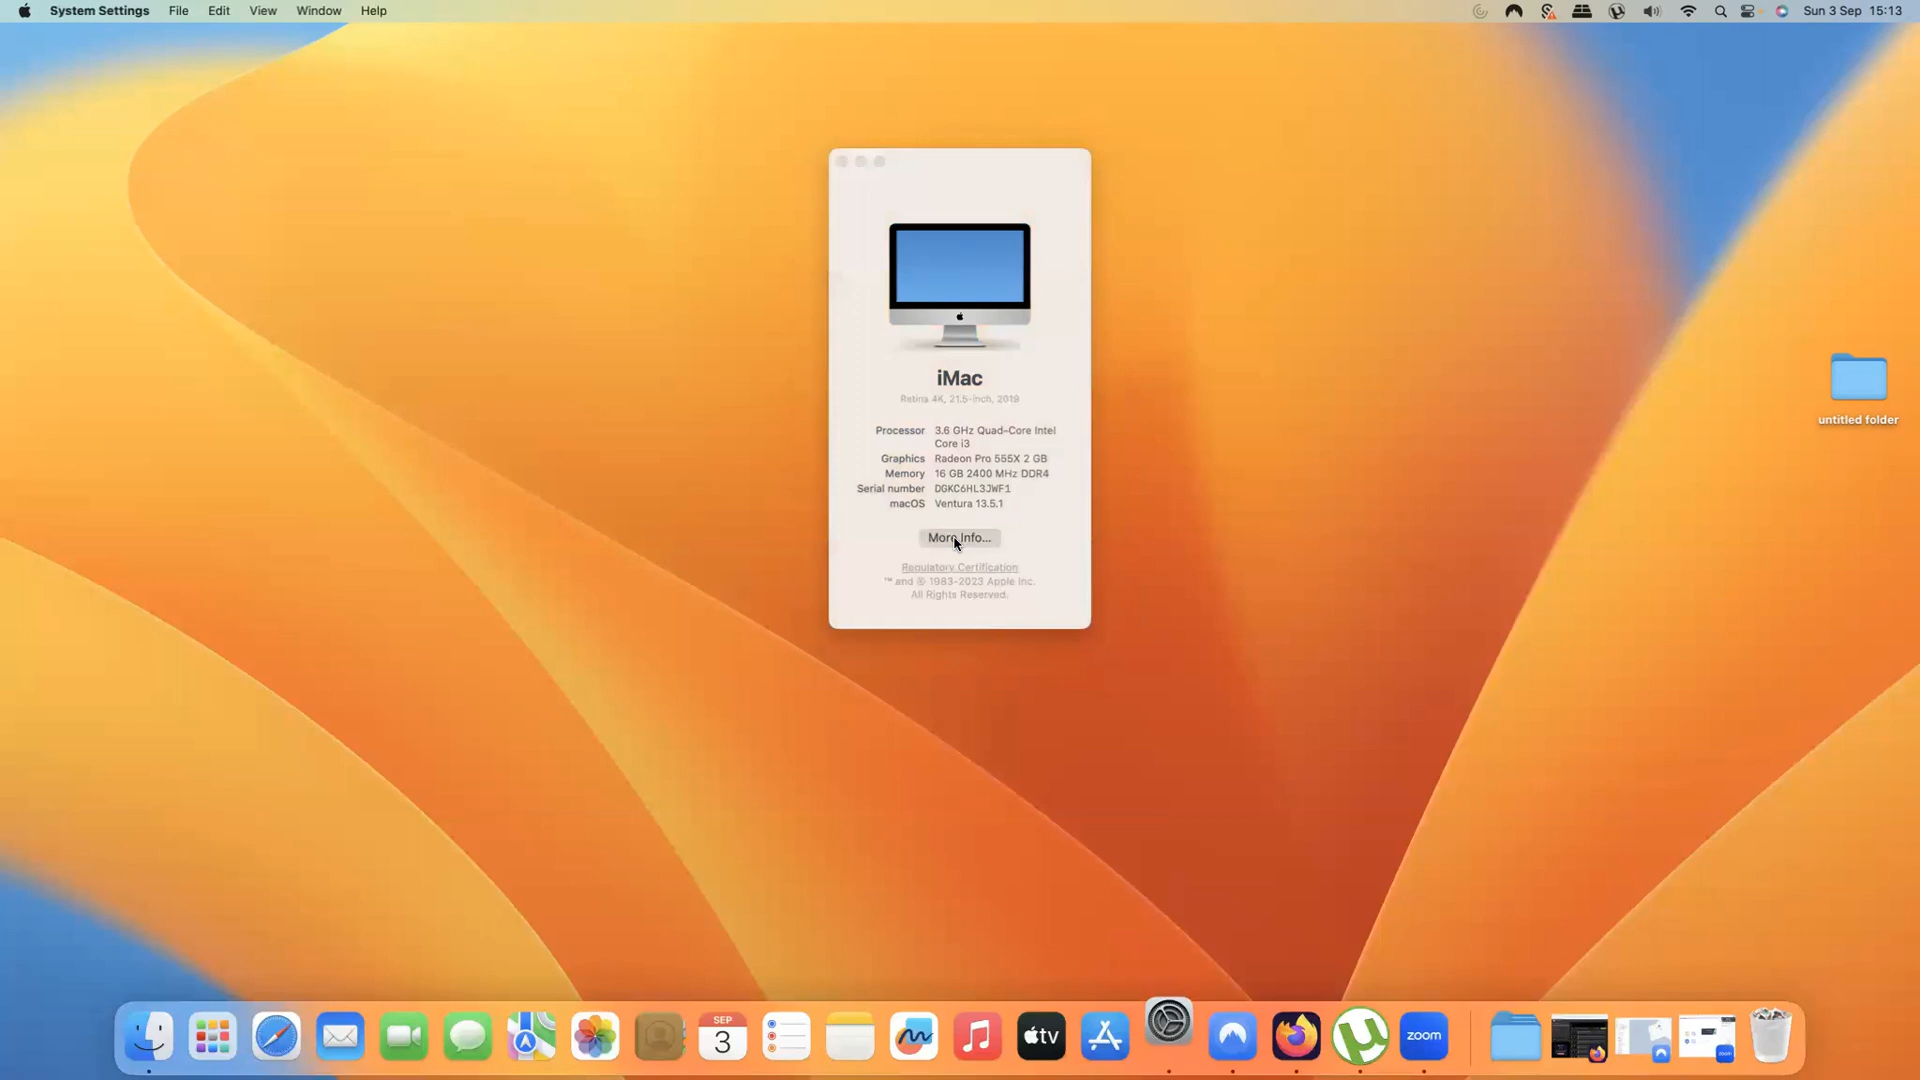 System Settings File Edit View Window Help
Sun 3 Sep 15:13
iMac
Retina 4K, 21.5-inch, 2019
Processor 3.6 GHz Quad-Core Intel
Core i3
Graphics Radeon Pro 555X 2 GB
Memory 16 GB 2400 MHz DDR4
Serial number DGKC6HL3JWF1
macOS Ventura 13.5.1
More Info...
Regulatory Certification
™ and © 1983-2023 Apple Inc.
All Rights Reserved.
untitled folder
SEP
3
tv
zoom